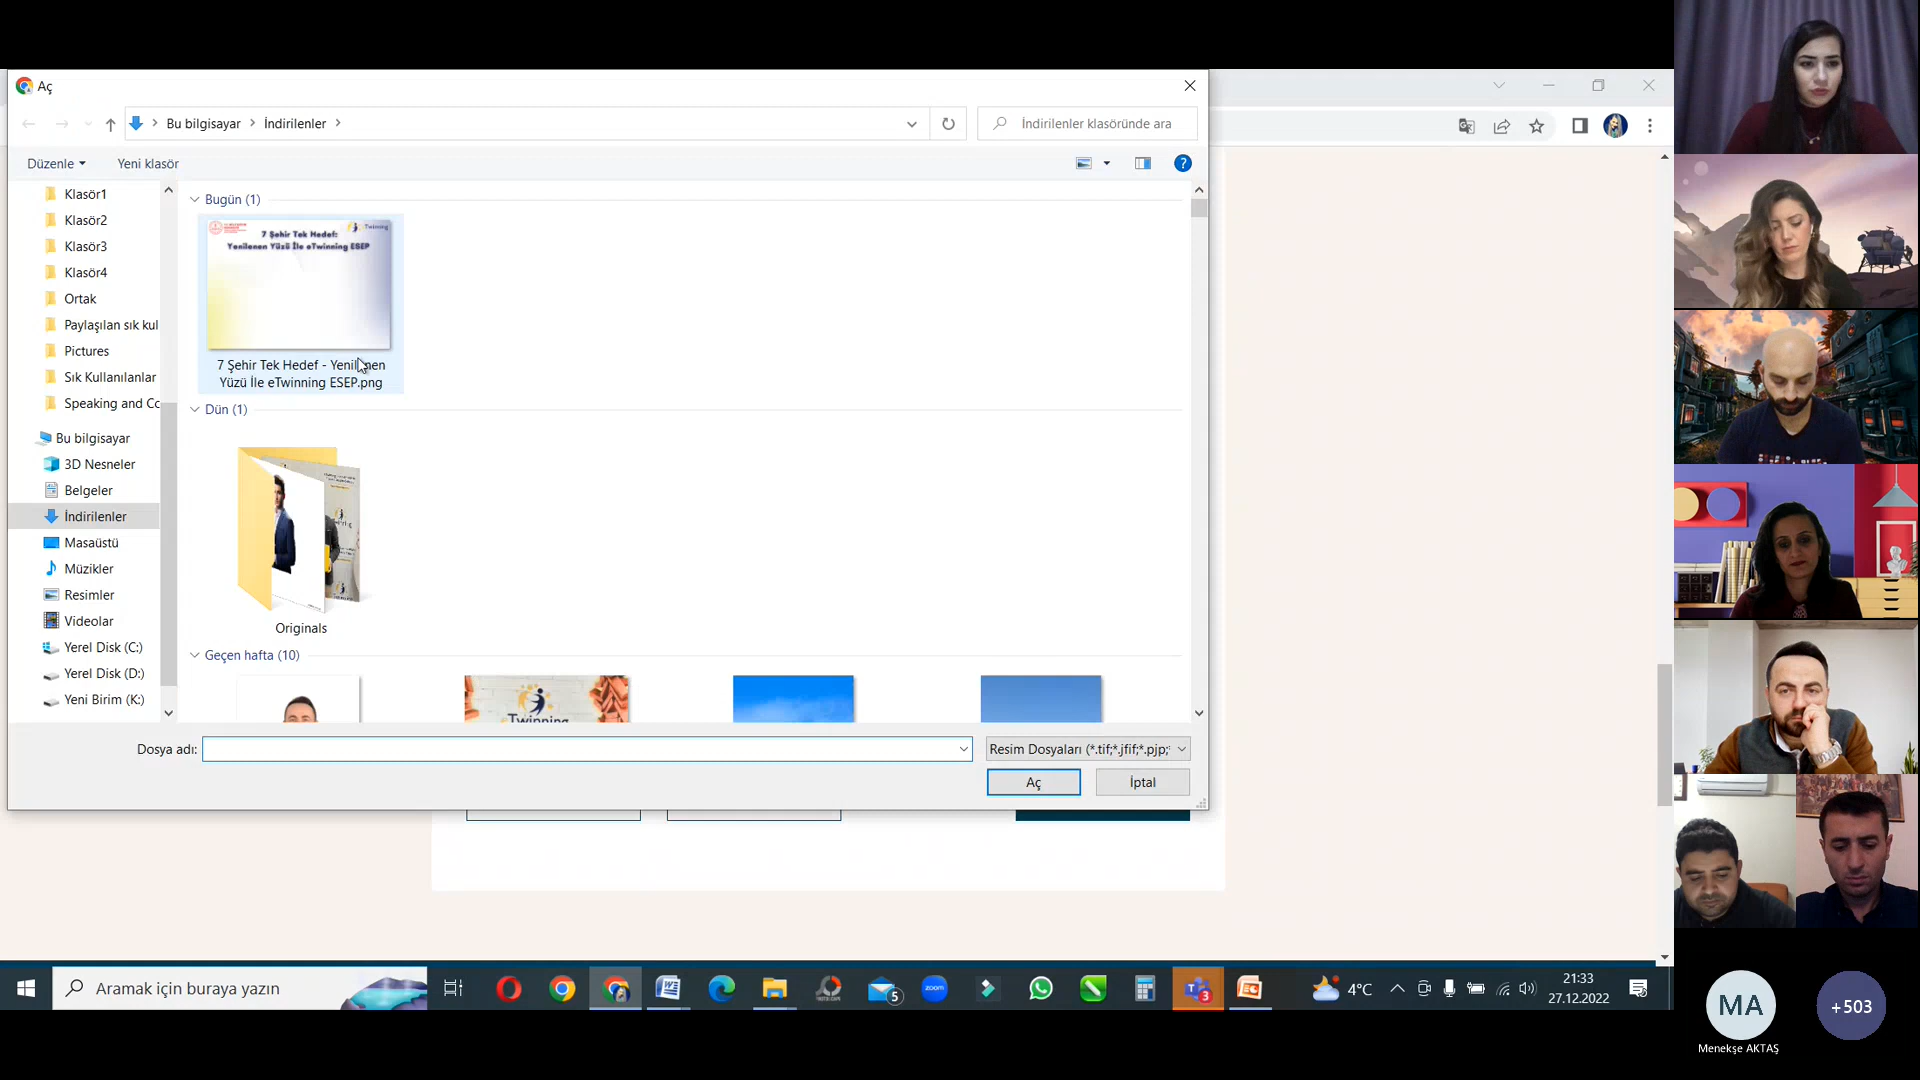 Aç
Bu bilgisayar
İndirilenler
İndirilenler klasöründe ara
Düzenle
Yeni klasör
Klasör1
Klasör2
Klasör3
Klasör4
Ortak
Paylaşılan sık kul
Pictures
Sık Kullanılanlar
Speaking and Co
Bu bilgisayar
3D Nesneler
Belgeler
İndirilenler
Masaüstü
Müzikler
Resimler
Videolar
Yerel Disk (C:)
Yerel Disk (D:)
Yeni Birim (K:)
Bugün (1)
7 Şehir Tek Hedef:
Yenilenen Yüzü İle eTwinning ESEP
7 Şehir Tek Hedef - Yenilenen
Yüzü İle eTwinning ESEP.png
Dün (1)
Originals
Geçen hafta (10)
eTwinning
Dosya adı:
Resim Dosyaları (*.tif;*.jfif;*.pjp;
Aç
İptal
Aramak için buraya yazın
5
zoom
3
4°C
21:33
27.12.2022
MA
+503
Menekşe AKTAŞ